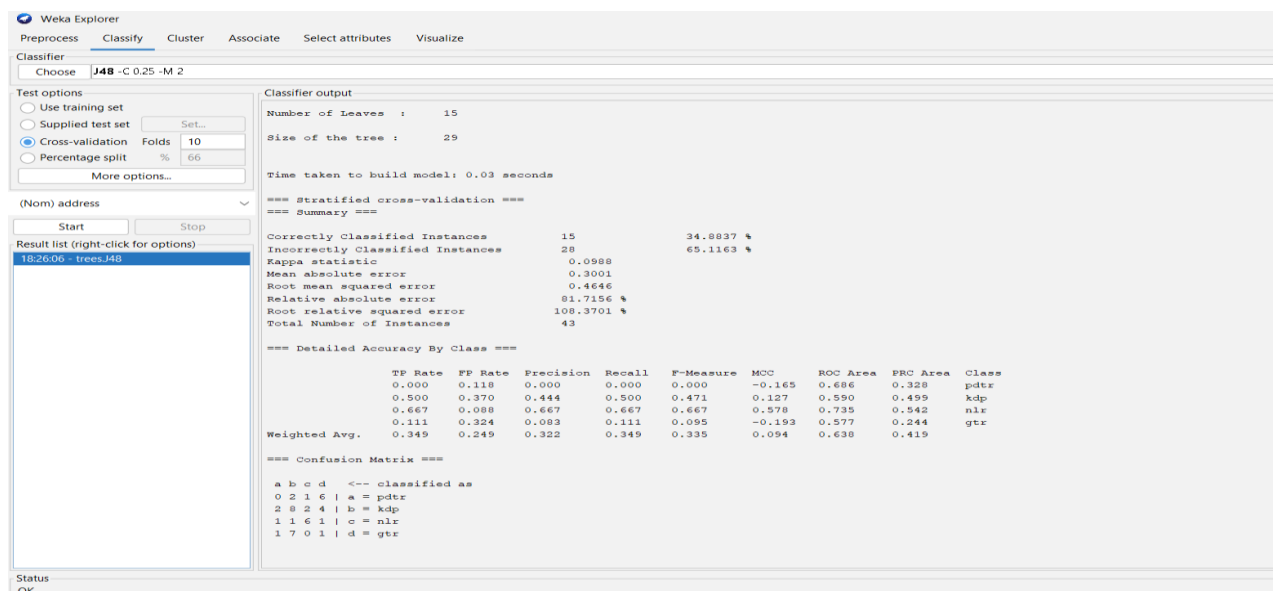 Weka Explorer
Preprocess Classify Cluster Associate Select attributes Visualize
Classifier
Choose J48 -C 0.25 -M 2
Test options
Use training set
Supplied test set Set...
Cross-validation Folds 10
Percentage split % 66
More options...
(Nom) address
Start Stop
Result list (right-click for options)
18:26:06 - trees.J48
Classifier output
Number of Leaves : 15
Size of the tree : 29
Time taken to build model: 0.03 seconds
=== Stratified cross-validation ===
=== Summary ===
Correctly Classified Instances 15 34.8837 %
Incorrectly Classified Instances 28 65.1163 %
Kappa statistic 0.0988
Mean absolute error 0.3001
Root mean squared error 0.4646
Relative absolute error 81.7156 %
Root relative squared error 108.3701 %
Total Number of Instances 43
=== Detailed Accuracy By Class ===
TP Rate FP Rate Precision Recall F-Measure MCC ROC Area PRC Area Class
0.000 0.118 0.000 0.000 0.000 -0.165 0.686 0.328 pdtr
0.500 0.370 0.444 0.500 0.471 0.127 0.590 0.499 kdp
0.667 0.088 0.667 0.667 0.667 0.578 0.735 0.542 nlr
0.111 0.324 0.083 0.111 0.095 -0.193 0.577 0.244 gtr
Weighted Avg. 0.349 0.249 0.322 0.349 0.335 0.094 0.638 0.419
=== Confusion Matrix ===
a b c d <-- classified as
0 2 1 6 | a = pdtr
2 8 2 4 | b = kdp
1 1 6 1 | c = nlr
1 7 0 1 | d = gtr
Status
OK